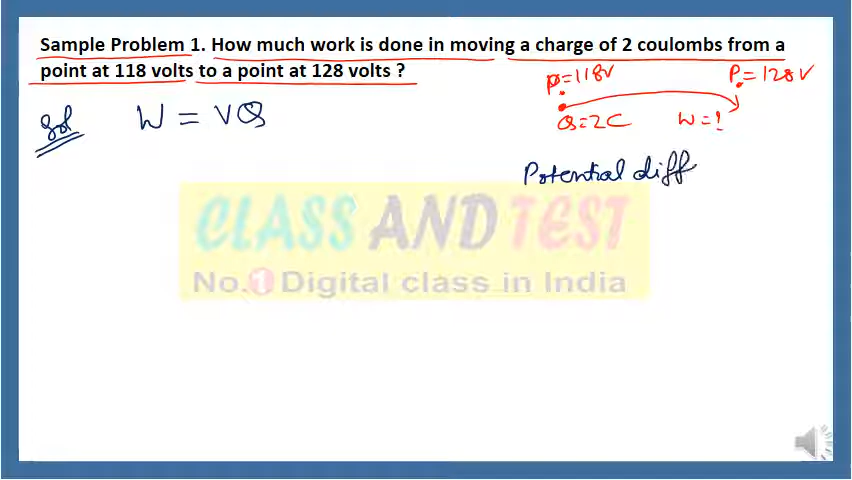 Sample Problem 1. How much work is done in moving a charge of 2 coulombs from a
point at 118 volts to a point at 128 volts ?
P=118V
P=128V
Q=2C
W=?
Sol
W = VQ
Potential diff
CLASS AND TEST
No.1 Digital class in India